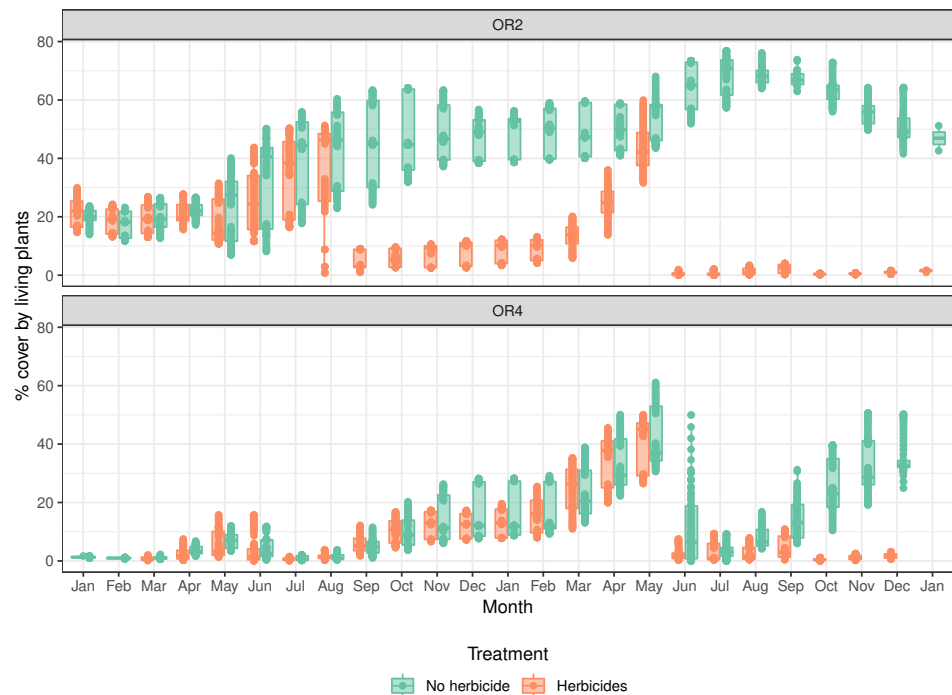 OR2
80
60
40
20
0
% cover by living plants
OR4
80
60
40
20
0
Jan Feb Mar Apr May Jun Jul Aug Sep Oct Nov Dec Jan Feb Mar Apr May Jun Jul Aug Sep Oct Nov Dec Jan
Month
Treatment
No herbicide Herbicides